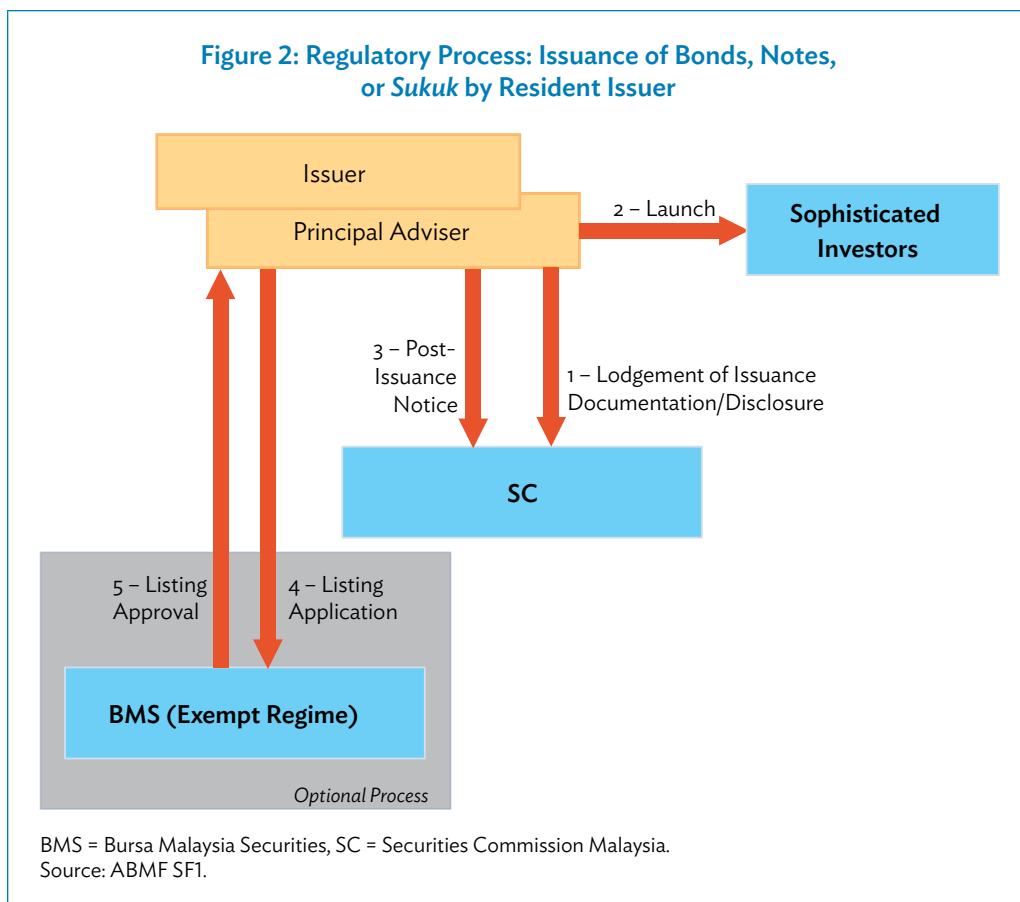 Figure 2: Regulatory Process: Issuance of Bonds, Notes,
or Sukuk by Resident Issuer
Issuer
Principal Adviser
2 – Launch
Sophisticated
Investors
3 – Post-
Issuance
Notice
1 – Lodgement of Issuance
Documentation/Disclosure
SC
5 – Listing
Approval
4 – Listing
Application
BMS (Exempt Regime)
Optional Process
BMS = Bursa Malaysia Securities, SC = Securities Commission Malaysia.
Source: ABMF SF1.